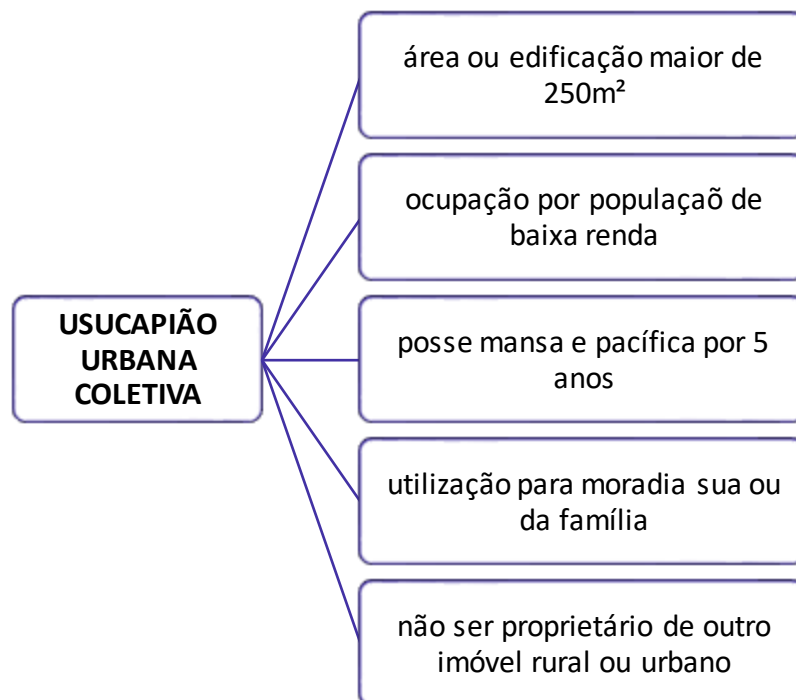 área ou edificação maior de
250m²
ocupação por populaçaõ de
baixa renda
USUCAPIÃO
URBANA
COLETIVA
posse mansa e pacífica por 5
anos
utilização para moradia sua ou
da família
não ser proprietário de outro
imóvel rural ou urbano